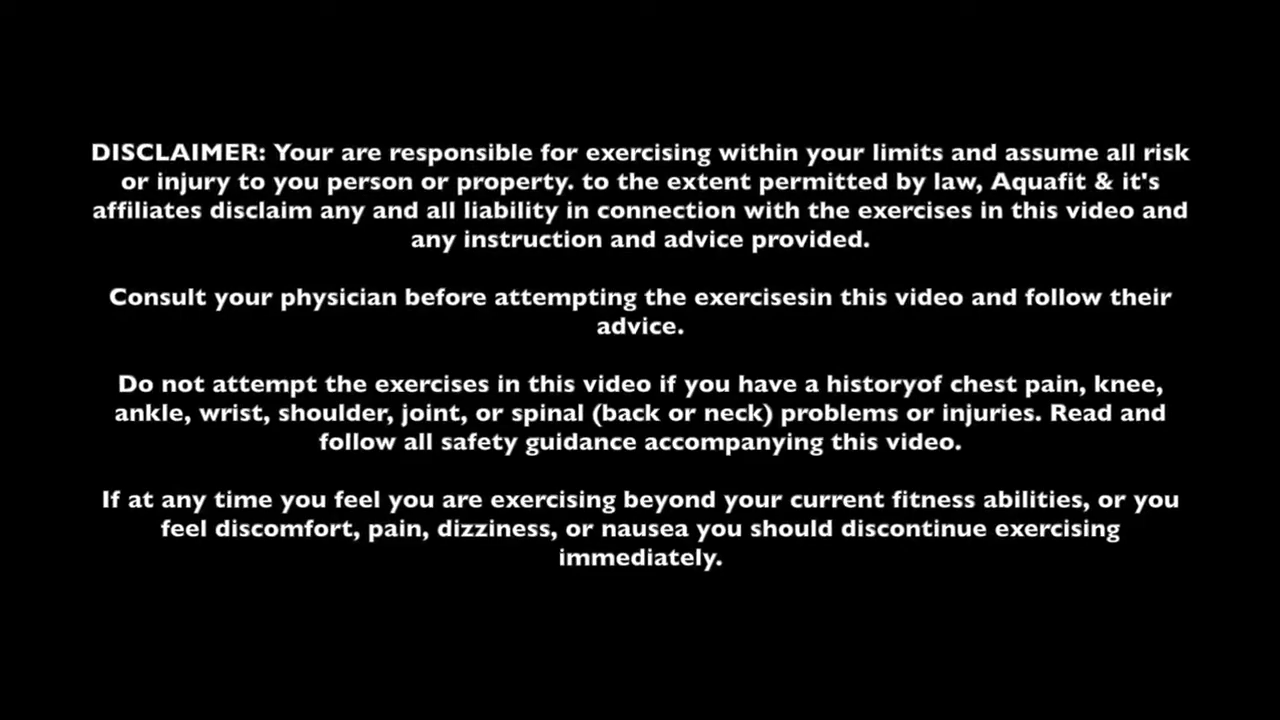 DISCLAIMER: Your are responsible for exercising within your limits and assume all risk
or injury to you person or property. to the extent permitted by law, Aquafit & it's
affiliates disclaim any and all liability in connection with the exercises in this video and
any instruction and advice provided.
Consult your physician before attempting the exercisesin this video and follow their
advice.
Do not attempt the exercises in this video if you have a historyof chest pain, knee,
ankle, wrist, shoulder, joint, or spinal (back or neck) problems or injuries. Read and
follow all safety guidance accompanying this video.
If at any time you feel you are exercising beyond your current fitness abilities, or you
feel discomfort, pain, dizziness, or nausea you should discontinue exercising
immediately.